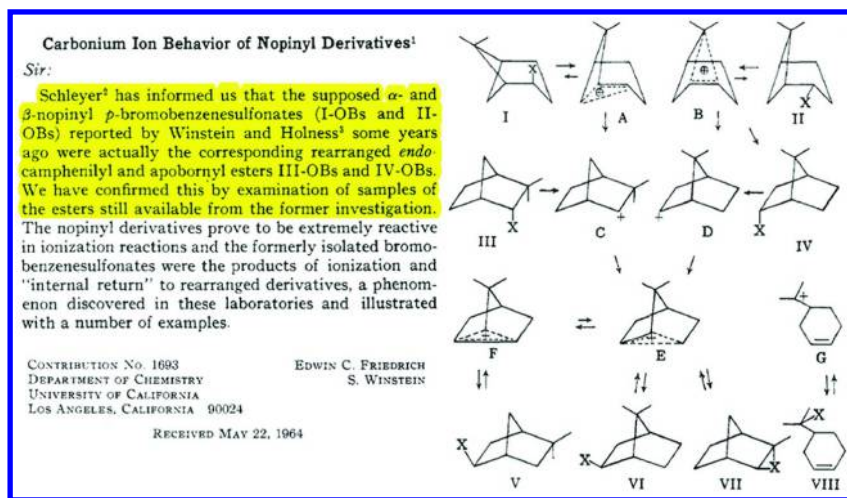 Carbonium Ion Behavior of Nopinyl Derivatives¹
Sir:
Schleyer² has informed us that the supposed α- and
β-nopinyl p-bromobenzenesulfonates (I-OBs and II-
OBs) reported by Winstein and Holness³ some years
ago were actually the corresponding rearranged endo-
camphenilyl and apobornyl esters III-OBs and IV-OBs.
We have confirmed this by examination of samples of
the esters still available from the former investigation.
The nopinyl derivatives prove to be extremely reactive
in ionization reactions and the formerly isolated bromo-
benzenesulfonates were the products of ionization and
"internal return" to rearranged derivatives, a phenom-
enon discovered in these laboratories and illustrated
with a number of examples.
CONTRIBUTION NO. 1693 EDWIN C. FRIEDRICH
DEPARTMENT OF CHEMISTRY S. WINSTEIN
UNIVERSITY OF CALIFORNIA
LOS ANGELES, CALIFORNIA 90024
RECEIVED MAY 22, 1964
X ⊕ ⊕ X
I A B II
X + + X
III C D IV
+ + +
F E G
X X X X
V VI VII VIII